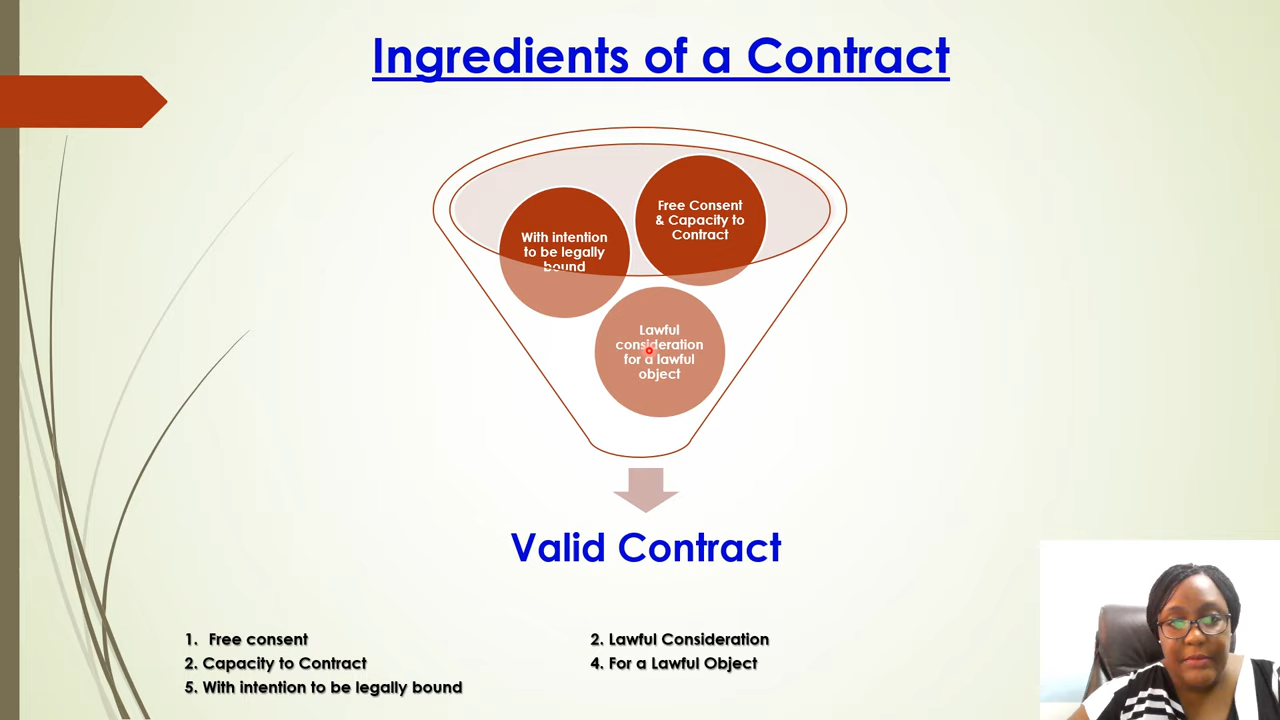 Ingredients of a Contract
Free Consent
& Capacity to
Contract
With intention
to be legally
bound
Lawful
consideration
for a lawful
object
Valid Contract
1. Free consent
2. Lawful Consideration
2. Capacity to Contract
4. For a Lawful Object
5. With intention to be legally bound